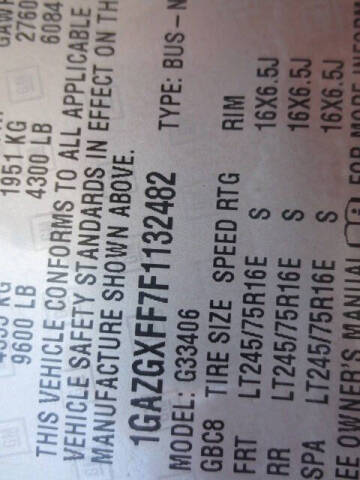 GAWR
2760
6084
1951 KG
4300 LB
KG
9600 LB
THIS VEHICLE CONFORMS TO ALL APPLICABLE
VEHICLE SAFETY STANDARDS IN EFFECT ON TH
MANUFACTURE SHOWN ABOVE.
1GAZGXFF7F1132482 TYPE: BUS-N
MODEL: G33406
GBC8 TIRE SIZE SPEED RTG RIM
FRT LT245/75R16E S 16X6.5J
RR LT245/75R16E S 16X6.5J
SPA LT245/75R16E S 16X6.5J
EE OWNER'S MANUAL FOR MORE